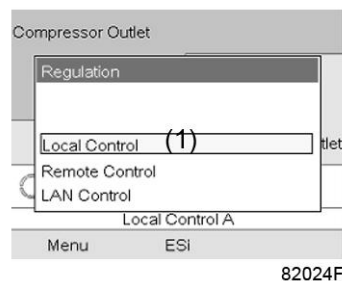 Compressor Outlet
Regulation
Local Control (1)
tlet
Remote Control
LAN Control
Local Control A
Menu ESi
82024F